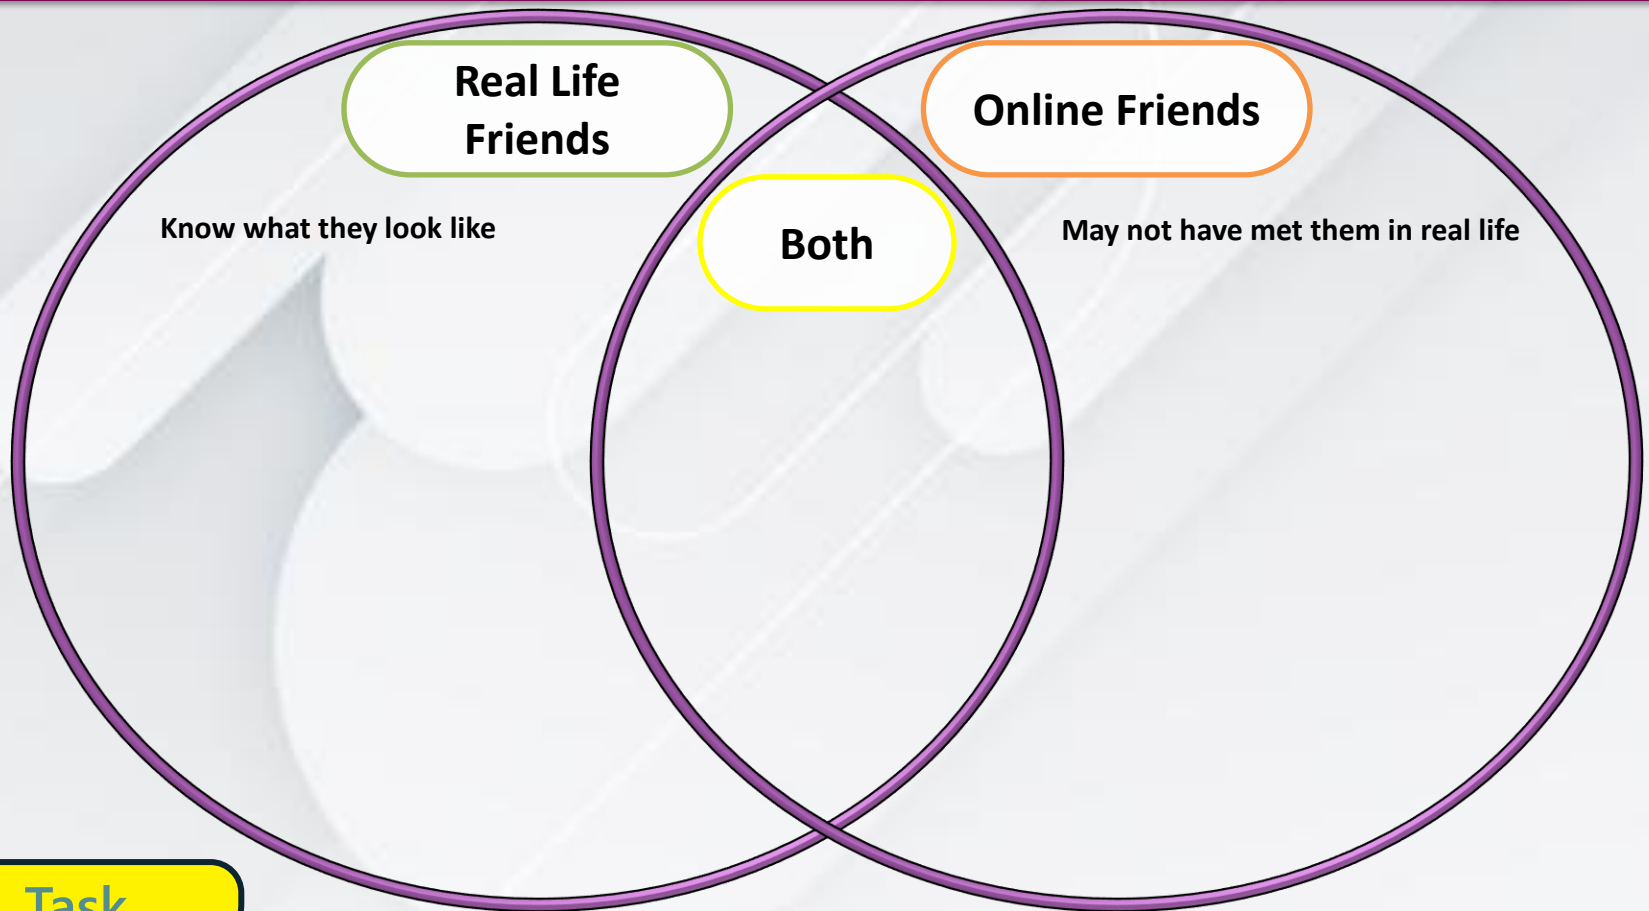 Real Life
Friends
Online Friends
Know what they look like
Both
May not have met them in real life
Task